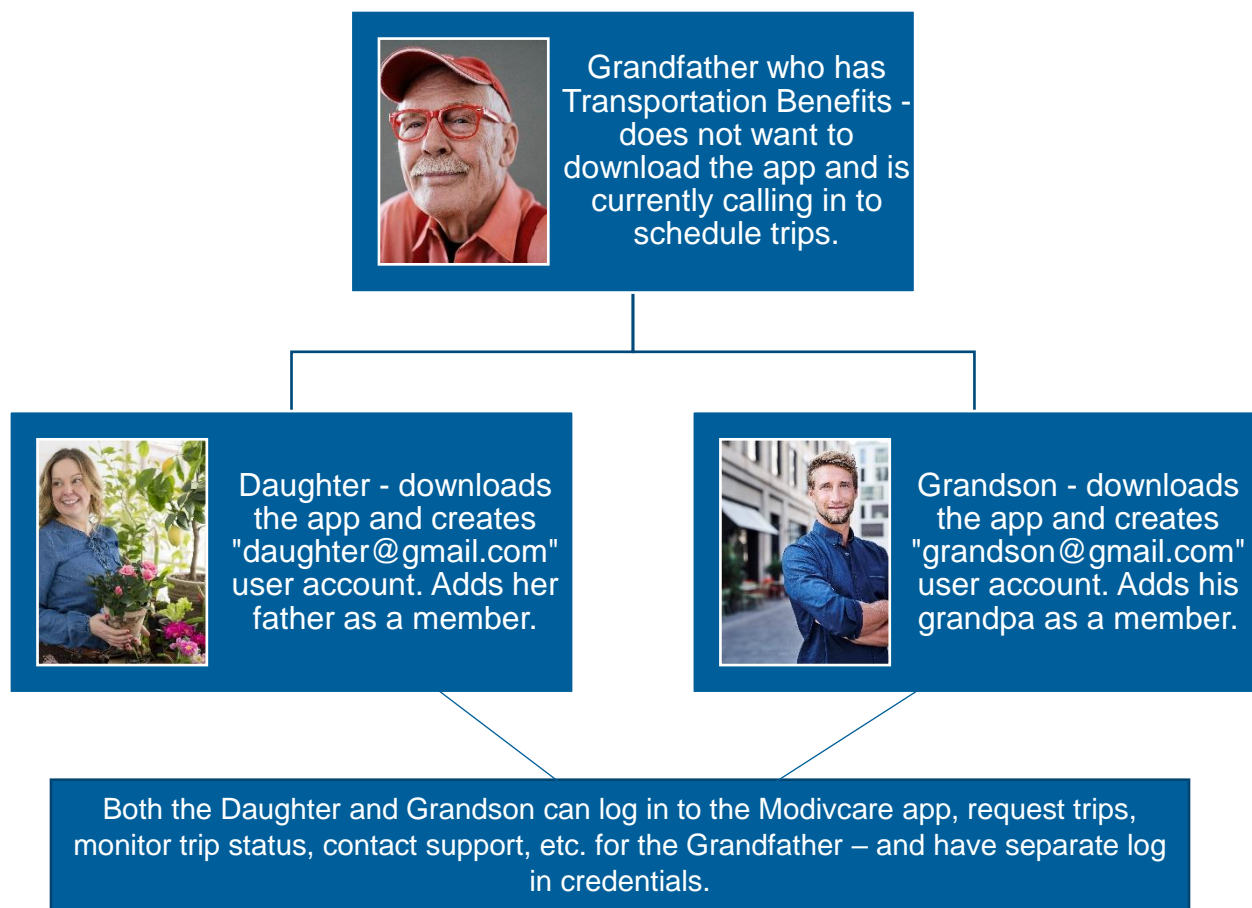 Grandfather who has
Transportation Benefits -
does not want to
download the app and is
currently calling in to
schedule trips.
Daughter - downloads
the app and creates
"daughter@gmail.com"
user account. Adds her
father as a member.
Grandson - downloads
the app and creates
"grandson@gmail.com"
user account. Adds his
grandpa as a member.
Both the Daughter and Grandson can log in to the Modivcare app, request trips,
monitor trip status, contact support, etc. for the Grandfather – and have separate log
in credentials.